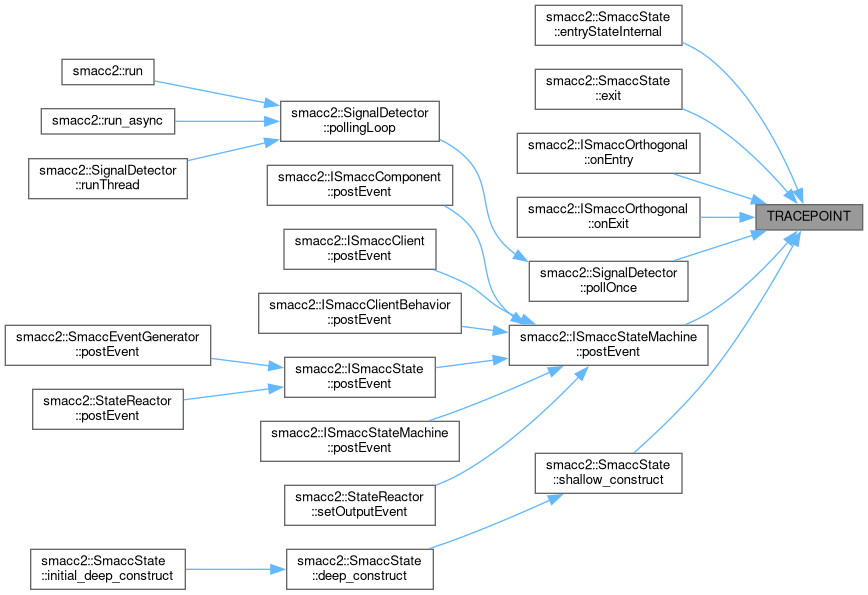 smacc2::SmaccState
::entryStateInternal
smacc2::run
smacc2::SmaccState
::exit
smacc2::run_async
smacc2::SignalDetector
::pollingLoop
smacc2::ISmaccOrthogonal
::onEntry
smacc2::SignalDetector
::runThread
smacc2::ISmaccComponent
::postEvent
smacc2::ISmaccOrthogonal
::onExit
TRACEPOINT
smacc2::ISmaccClient
::postEvent
smacc2::SignalDetector
::pollOnce
smacc2::ISmaccClientBehavior
::postEvent
smacc2::SmaccEventGenerator
::postEvent
smacc2::ISmaccStateMachine
::postEvent
smacc2::ISmaccState
::postEvent
smacc2::StateReactor
::postEvent
smacc2::ISmaccStateMachine
::postEvent
smacc2::SmaccState
::shallow_construct
smacc2::StateReactor
::setOutputEvent
smacc2::SmaccState
::initial_deep_construct
smacc2::SmaccState
::deep_construct